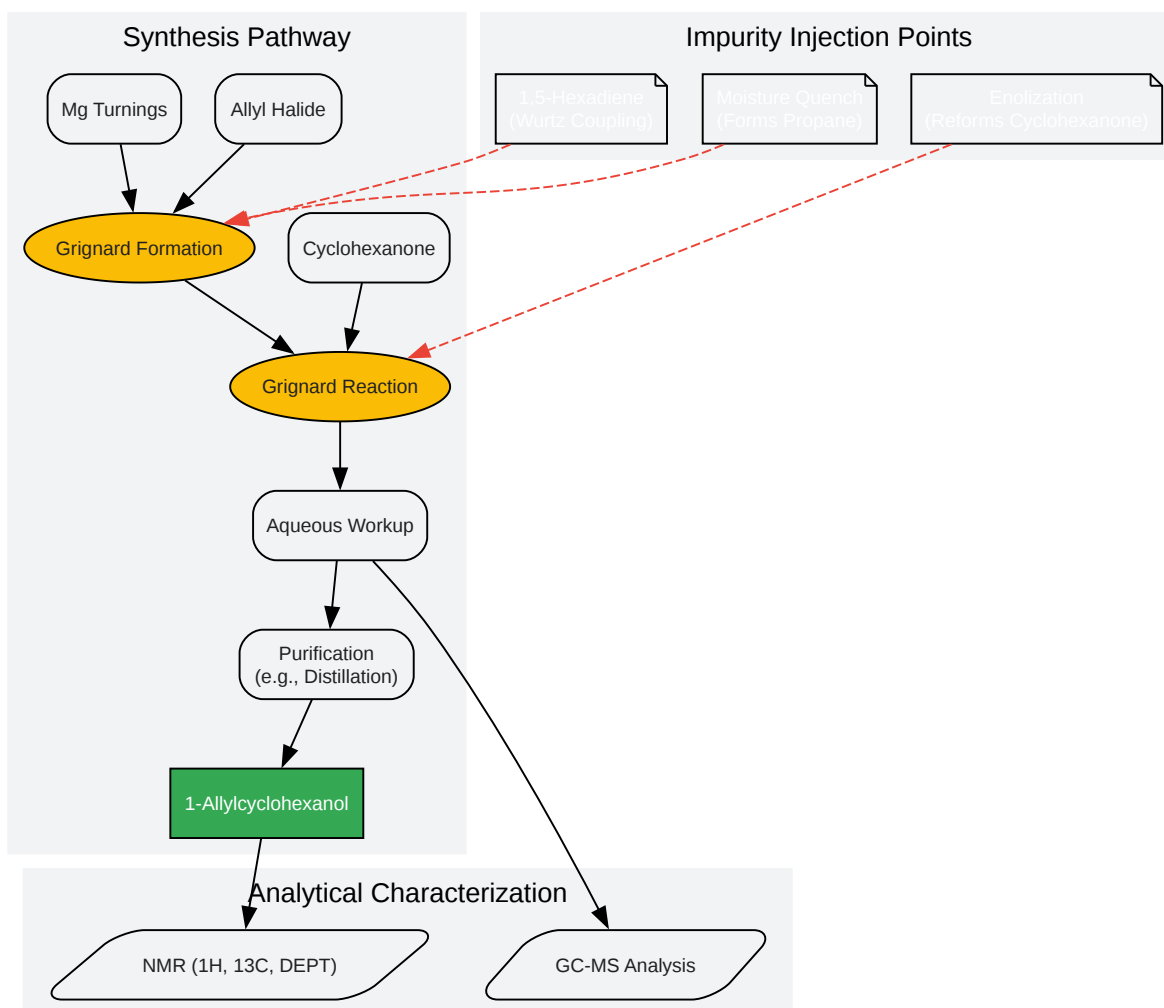 Synthesis Pathway
Impurity Injection Points
Mg Turnings
Allyl Halide
1,5-Hexadiene
(Wurtz Coupling)
Moisture Quench
(Forms Propane)
Enolization
(Reforms Cyclohexanone)
Grignard Formation
Cyclohexanone
Grignard Reaction
Aqueous Workup
Purification
(e.g., Distillation)
1-Allylcyclohexanol
Analytical Characterization
NMR (1H, 13C, DEPT)
GC-MS Analysis